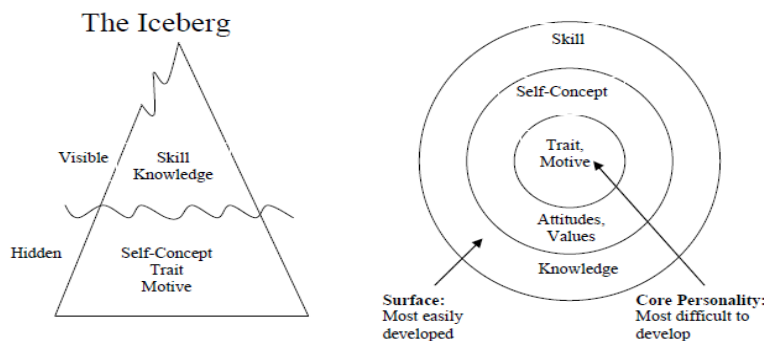 The Iceberg
Visible
Skill
Knowledge
Hidden
Self-Concept
Trait
Motive
Skill
Self-Concept
Trait,
Motive
Attitudes,
Values
Knowledge
Surface:
Most easily
developed
Core Personality:
Most difficult to
develop